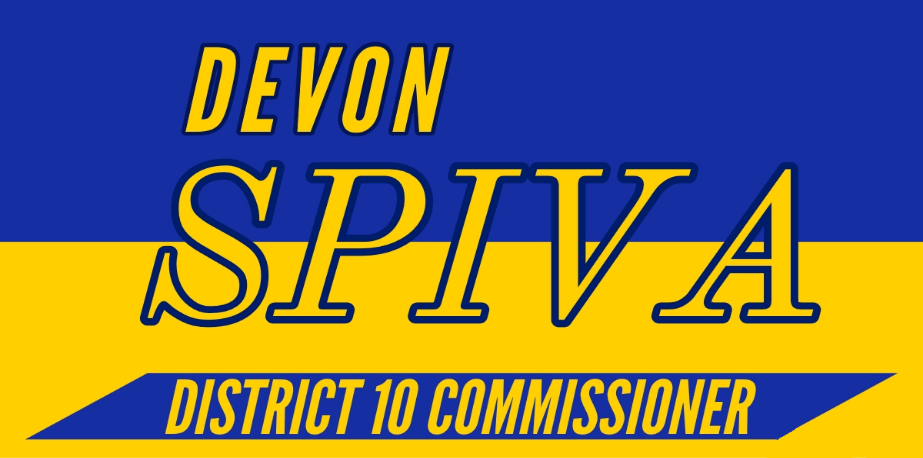 DEVON
SPIVA
DISTRICT 10 COMMISSIONER